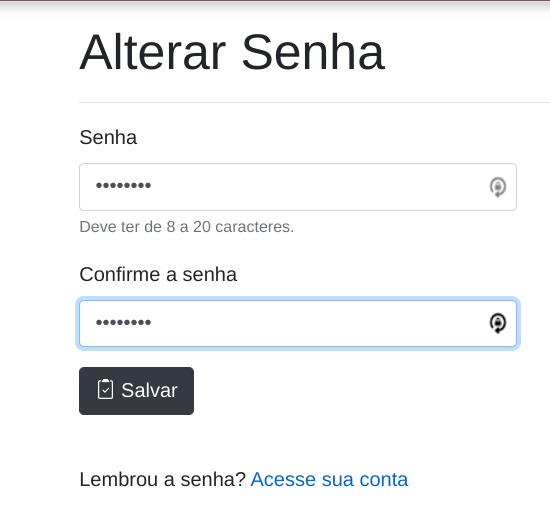 Alterar Senha
Senha
••••••••
Deve ter de 8 a 20 caracteres.
Confirme a senha
••••••••
Salvar
Lembrou a senha? Acesse sua conta